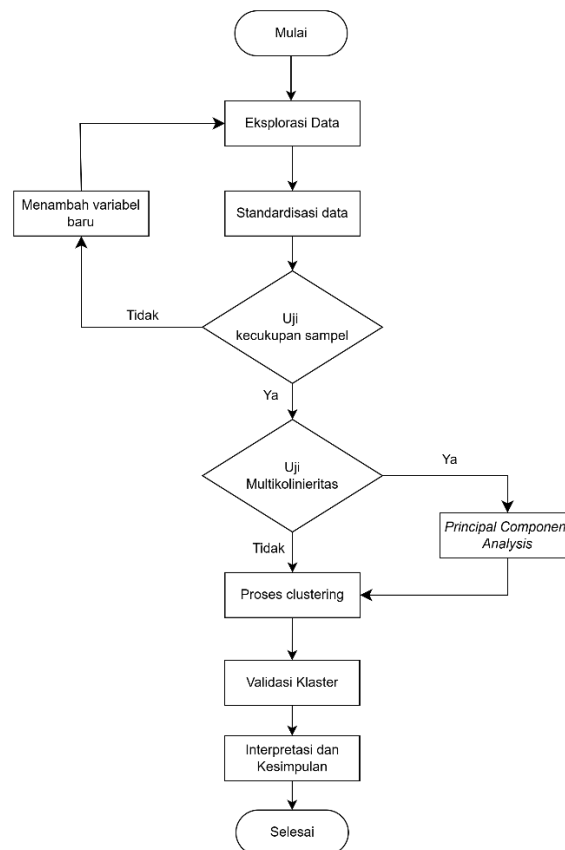 Mulai
Eksplorasi Data
Menambah variabel
baru
Standardisasi data
Tidak
Uji
kecukupan sampel
Ya
Uji
Multikolinieritas
Ya
Principal Componen
Analysis
Tidak
Proses clustering
Validasi Klaster
Interpretasi dan
Kesimpulan
Selesai